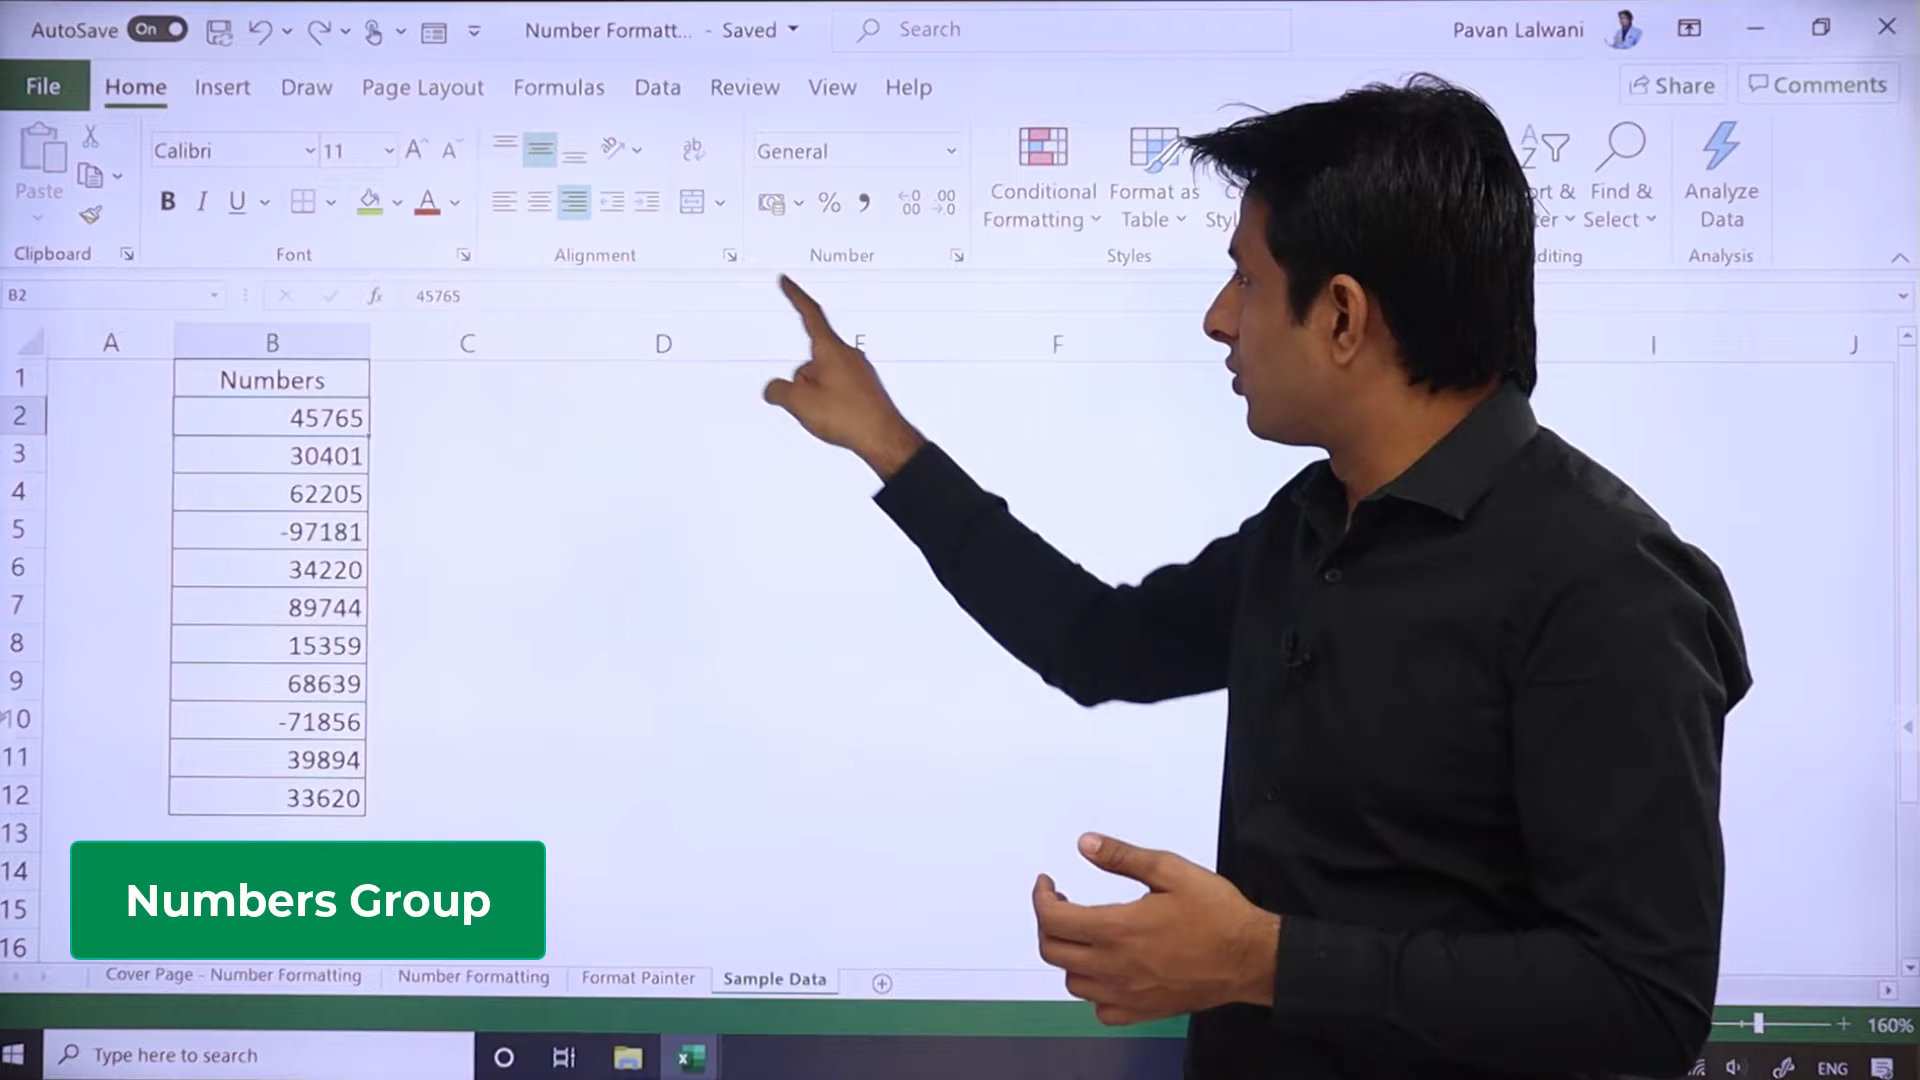 AutoSave On Number Formatt... - Saved Search Pavan Lalwani
File Home Insert Draw Page Layout Formulas Data Review View Help Share Comments
Calibri 11 General
Paste Conditional Formatting Format as Table Find & Select Analyze Data
Clipboard Font Alignment Number Styles Analysis
B2 fx 45765
A B C D E F I J
1 Numbers
2 45765
3 30401
4 62205
5 -97181
6 34220
7 89744
8 15359
9 68639
10 -71856
11 39894
12 33620
13
14
15
16
Numbers Group
Cover Page - Number Formatting Number Formatting Format Painter Sample Data
160%
Type here to search ENG